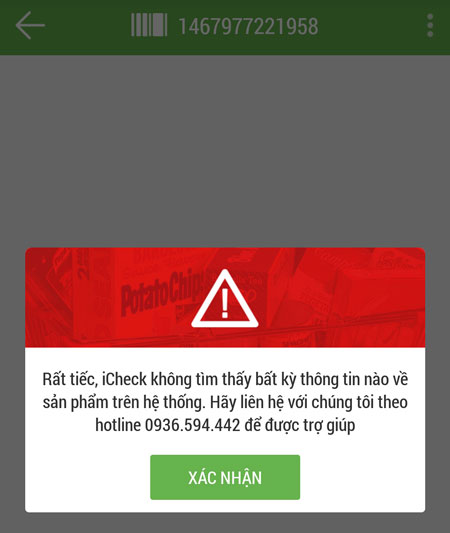 1467977221958
PotatoChip
Rất tiếc, iCheck không tìm thấy bất kỳ thông tin nào về
sản phẩm trên hệ thống. Hãy liên hệ với chúng tôi theo
hotline 0936.594.442 để được trợ giúp
XÁC NHẬN